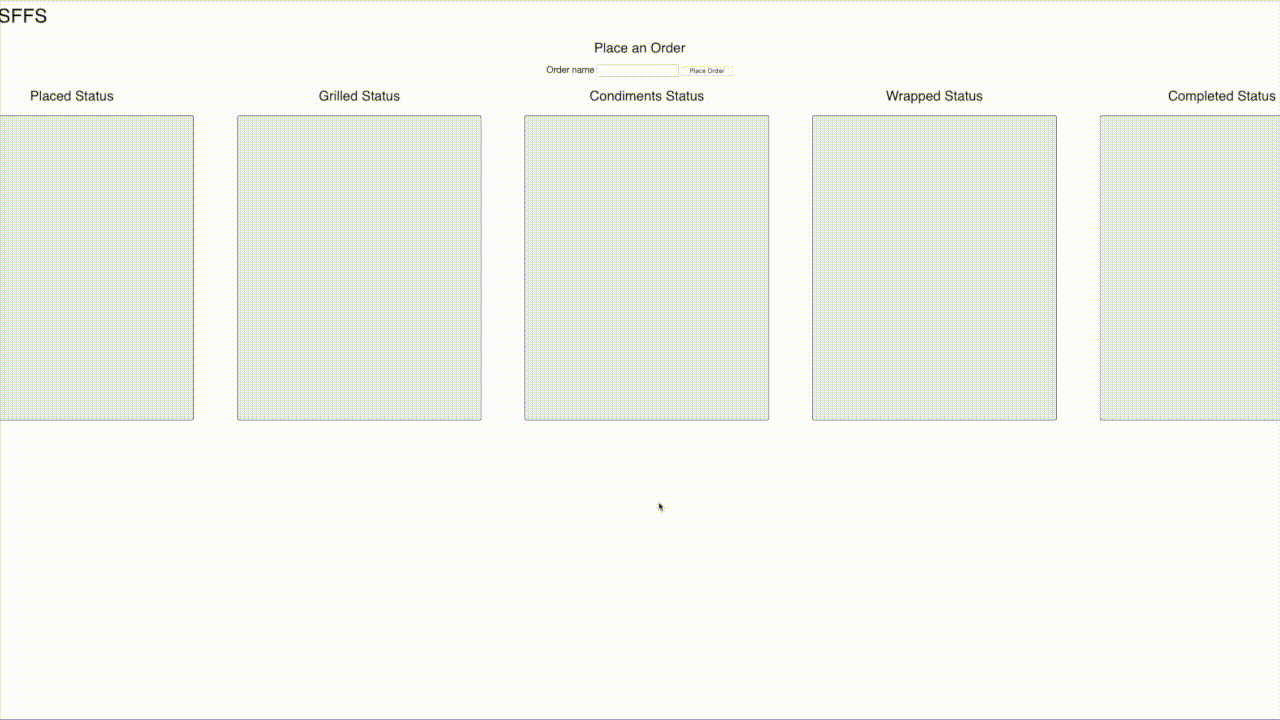 SFFS
Place an Order
Order name Place Order
Placed Status Grilled Status Condiments Status Wrapped Status Completed Status